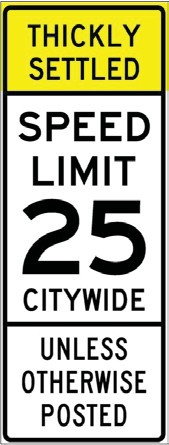 THICKLY
SETTLED
SPEED
LIMIT
25
CITYWIDE
UNLESS
OTHERWISE
POSTED